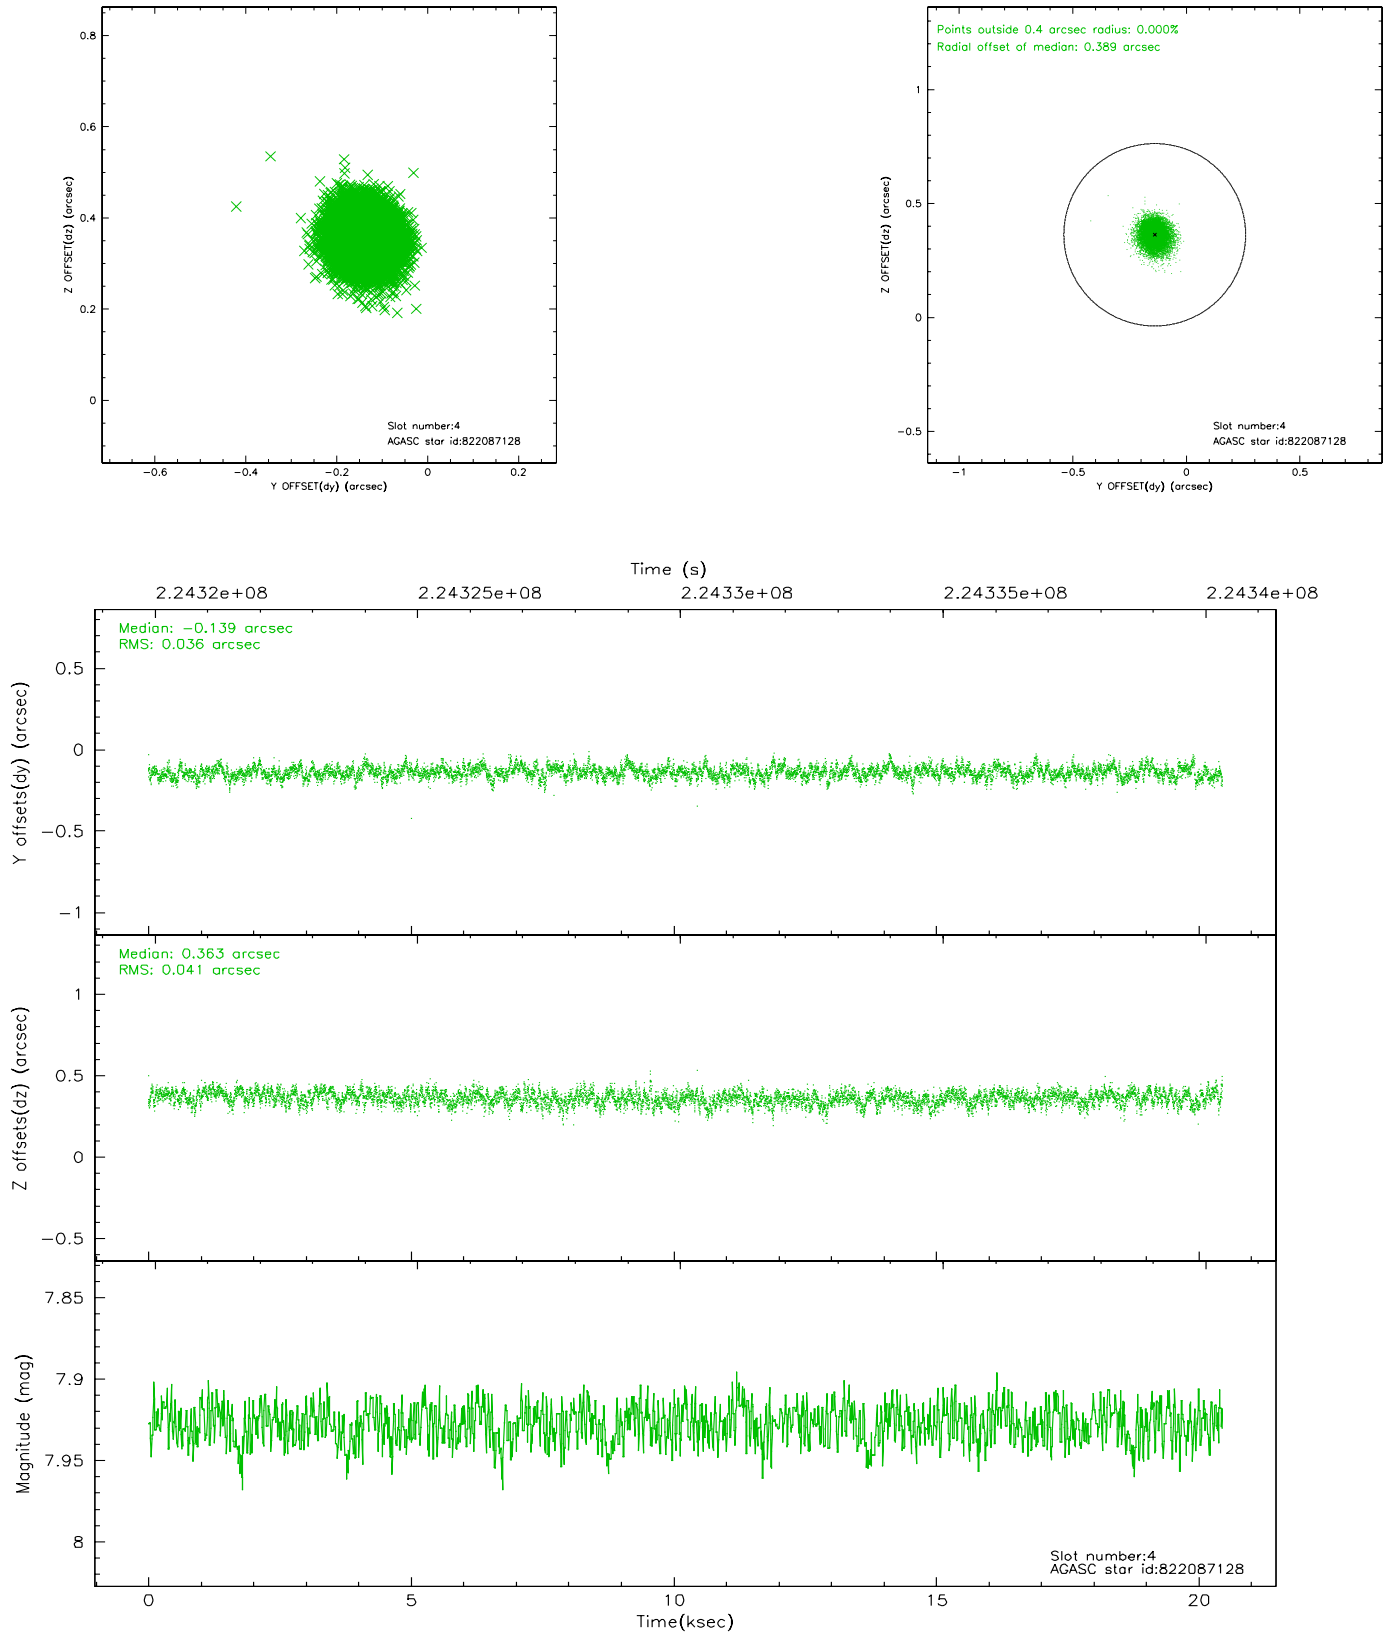 0.8
0.6
0.4
0.2
0
Z OFFSET(dz) (arcsec)
Slot number:4
AGASC star id:822087128
−0.6 −0.4 −0.2 0 0.2
Y OFFSET(dy) (arcsec)
Points outside 0.4 arcsec radius: 0.000%
Radial offset of median: 0.389 arcsec
1
0.5
0
−0.5
Z OFFSET(dz) (arcsec)
Slot number:4
AGASC star id:822087128
−1 −0.5 0 0.5
Y OFFSET(dy) (arcsec)
Time (s)
2.2432e+08 2.24325e+08 2.2433e+08 2.24335e+08 2.2434e+08
Median: −0.139 arcsec
RMS: 0.036 arcsec
0.5
0
−0.5
−1
Y offsets(dy) (arcsec)
Median: 0.363 arcsec
RMS: 0.041 arcsec
1
0.5
0
−0.5
Z offsets(dz) (arcsec)
7.85
7.9
7.95
8
Magnitude (mag)
Slot number:4
AGASC star id:822087128
0 5 10 15 20
Time(ksec)